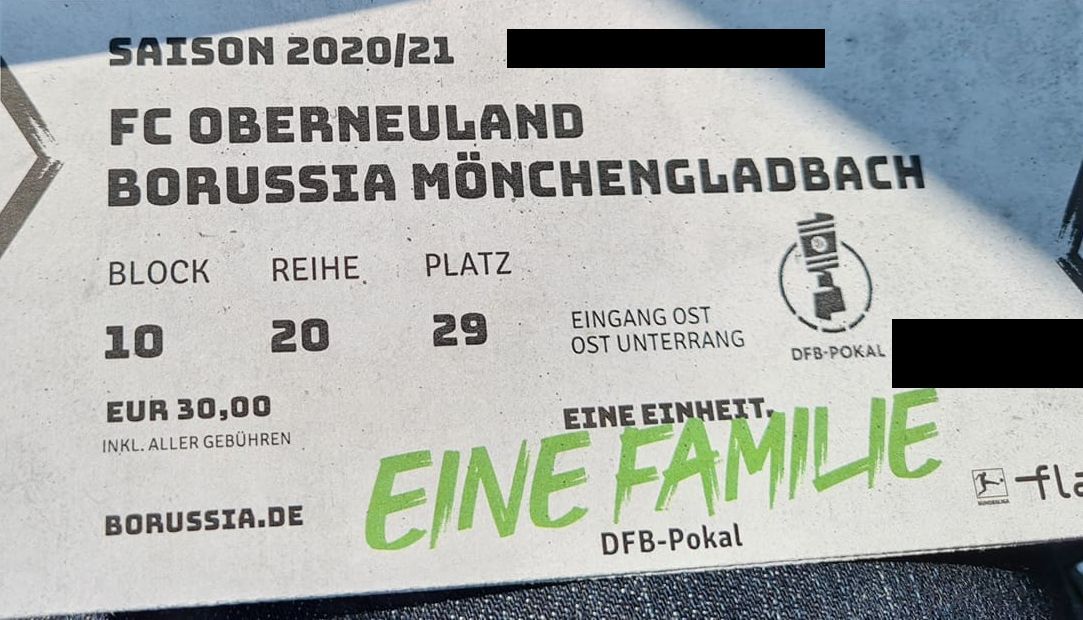 SAISON 2020/21
FC OBERNEULAND
BORUSSIA MÖNCHENGLADBACH
BLOCK REIHE PLATZ
10 20 29
EINGANG OST
OST UNTERRANG
DFB-POKAL
EUR 30,00
INKL. ALLER GEBÜHREN
EINE EINHEIT.
EINE FAMILIE
BORUSSIA.DE
DFB-Pokal
BUNDESLIGA